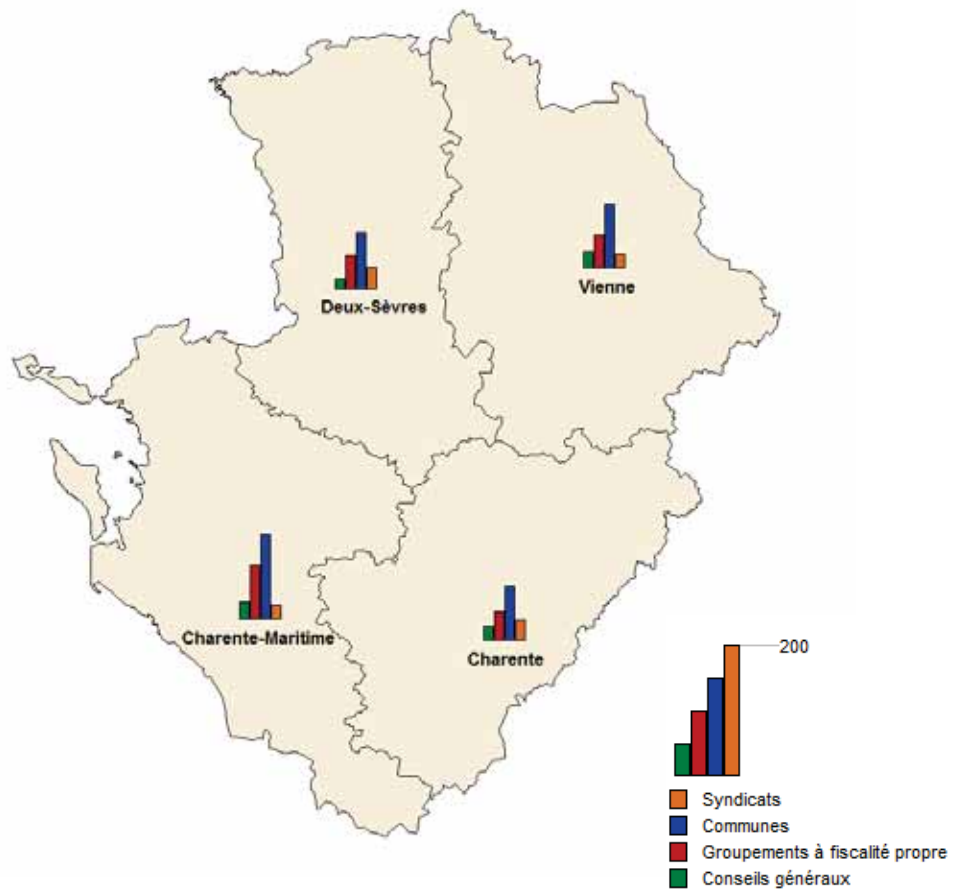 Vienne
Deux-Sèvres
Charente-Maritime
Charente
200
Syndicats
Communes
Groupements à fiscalité propre
Conseils généraux